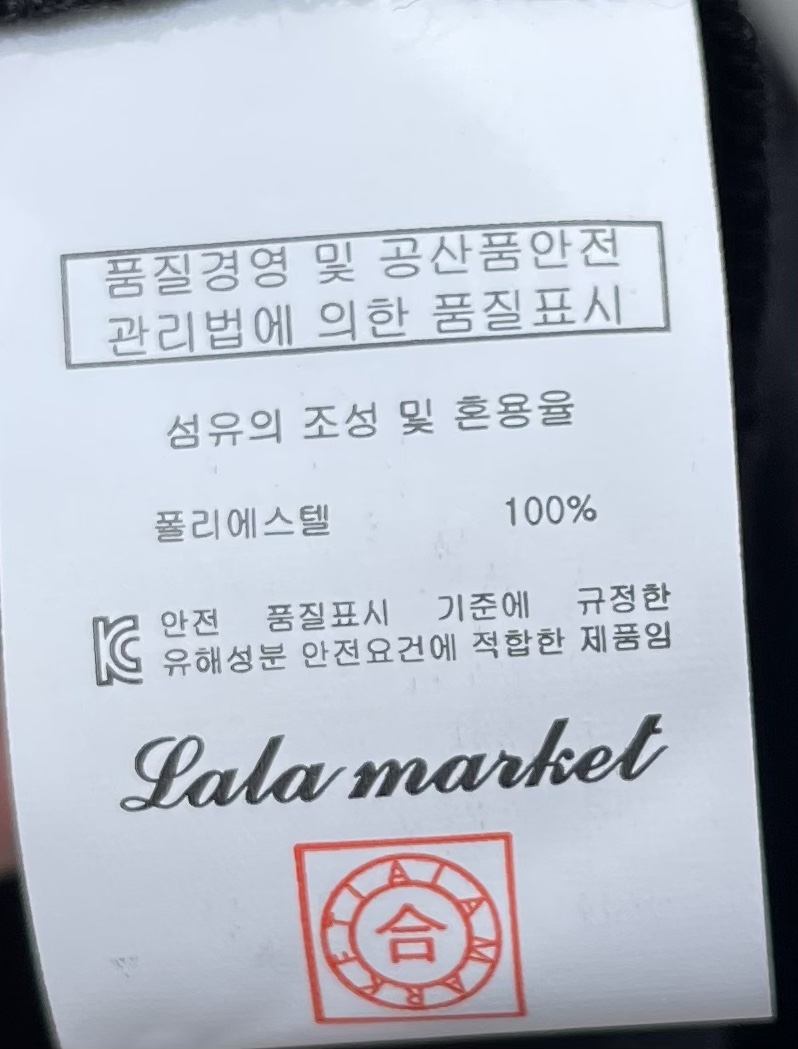 품질경영 및 공산품안전
관리법에 의한 품질표시
섬유의 조성 및 혼용율
폴리에스텔 100%
안전 품질표시 기준에 규정한
유해성분 안전요건에 적합한 제품임
Lala market
合